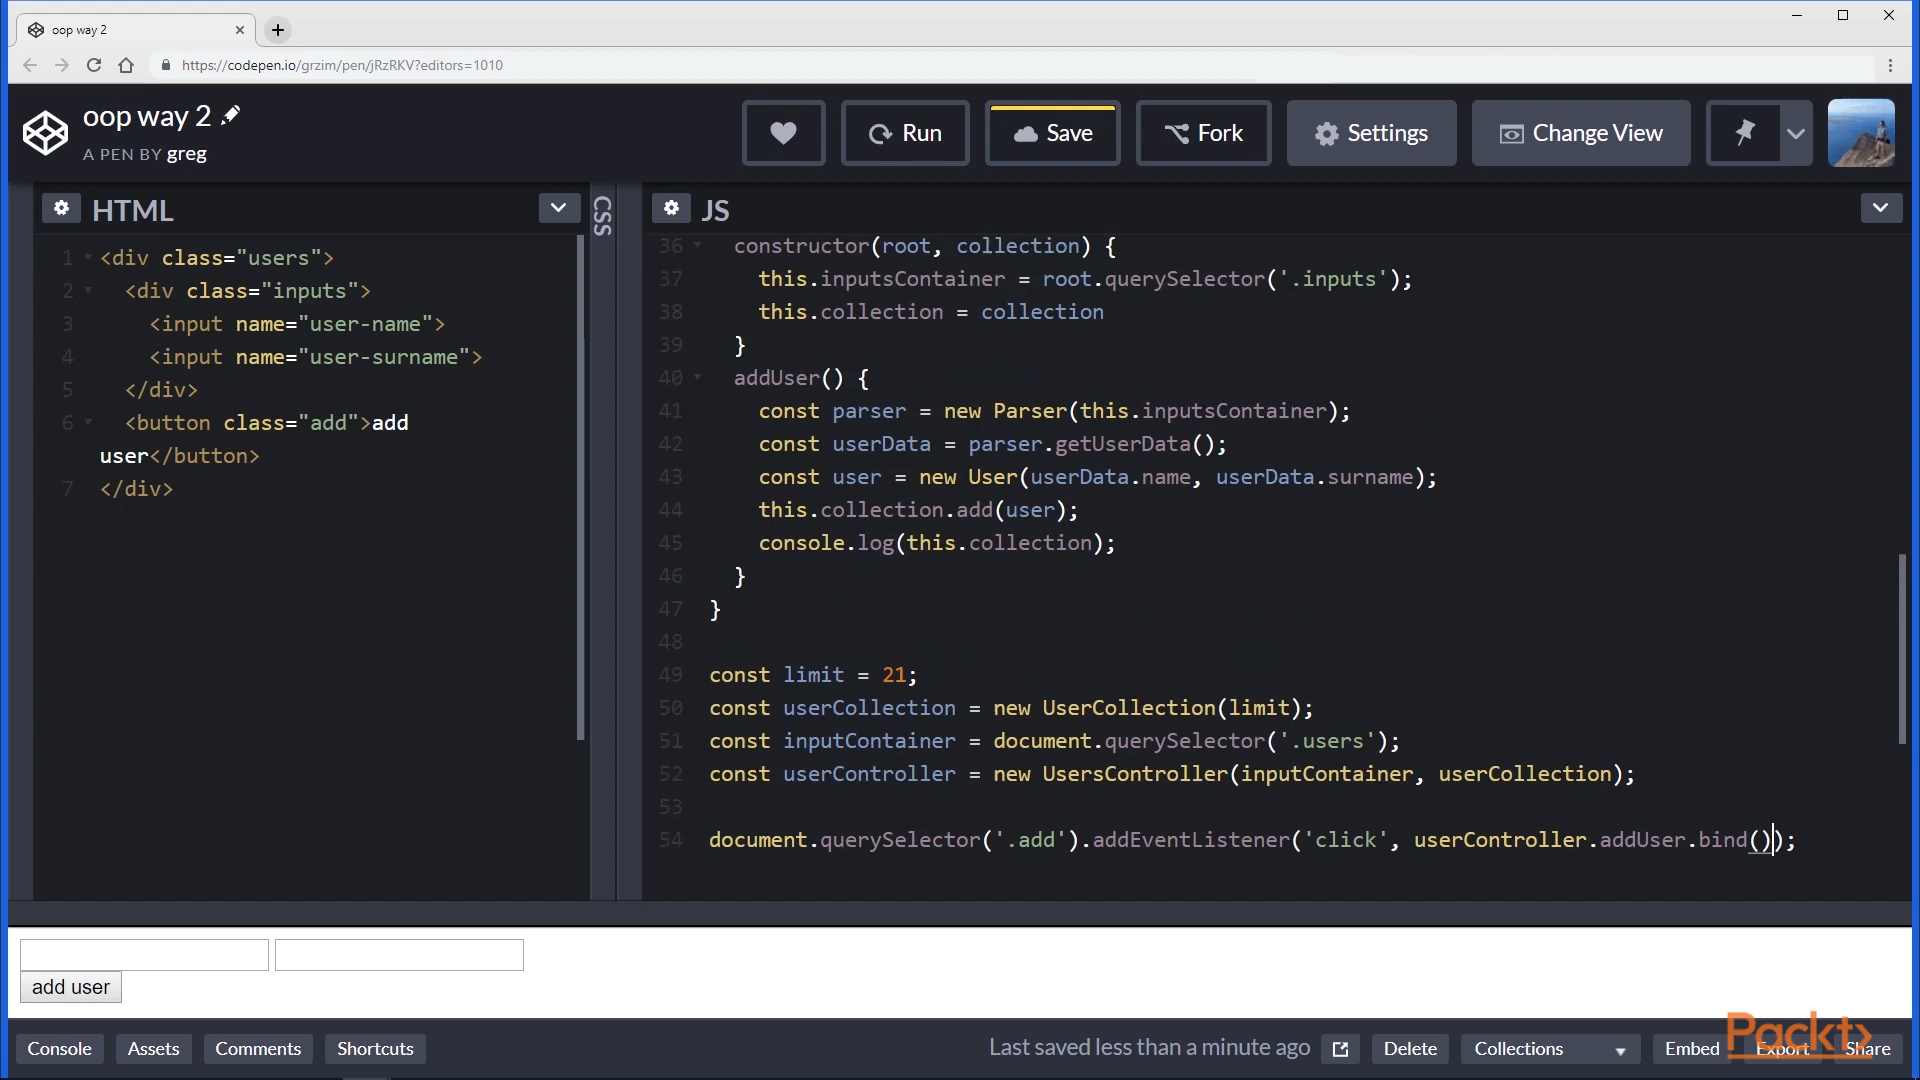 oop way 2
https://codepen.io/grzim/pen/jRzRKV?editors=1010
oop way 2
A PEN BY greg
Run
Save
Fork
Settings
Change View
HTML
1 <div class="users">
2 <div class="inputs">
3 <input name="user-name">
4 <input name="user-surname">
5 </div>
6 <button class="add">add
user</button>
7 </div>
CSS
JS
36 constructor(root, collection) {
37 this.inputsContainer = root.querySelector('.inputs');
38 this.collection = collection
39 }
40 addUser() {
41 const parser = new Parser(this.inputsContainer);
42 const userData = parser.getUserData();
43 const user = new User(userData.name, userData.surname);
44 this.collection.add(user);
45 console.log(this.collection);
46 }
47 }
48
49 const limit = 21;
50 const userCollection = new UserCollection(limit);
51 const inputContainer = document.querySelector('.users');
52 const userController = new UsersController(inputContainer, userCollection);
53
54 document.querySelector('.add').addEventListener('click', userController.addUser.bind());
add user
Console
Assets
Comments
Shortcuts
Last saved less than a minute ago
Delete
Collections
Embed
Export
Share
Packt>